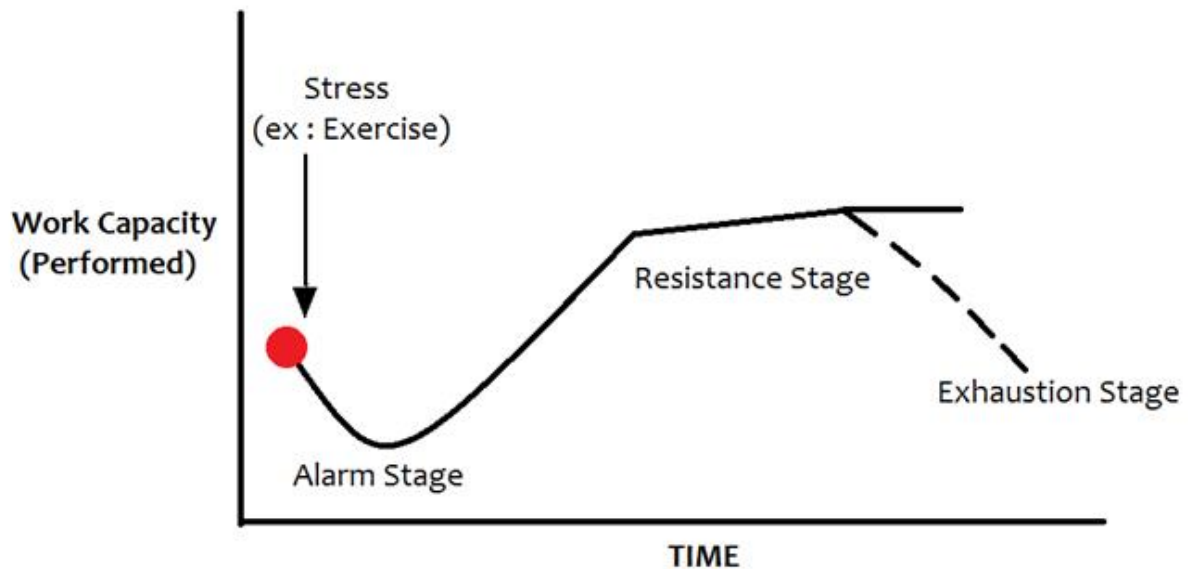 Stress
(ex : Exercise)
Work Capacity
(Performed)
Resistance Stage
Exhaustion Stage
Alarm Stage
TIME